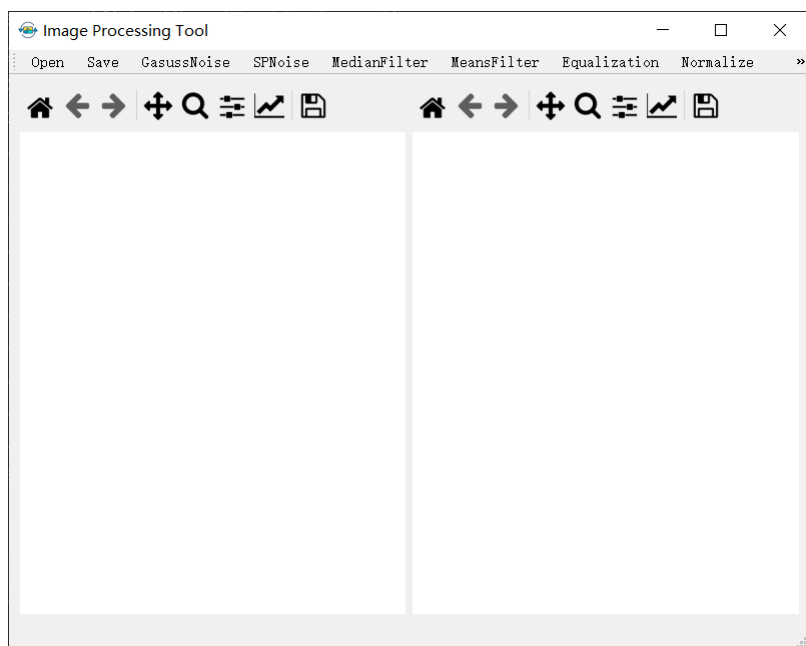 Image Processing Tool
Open Save GasussNoise SPNoise MedianFilter MeansFilter Equalization Normalize »